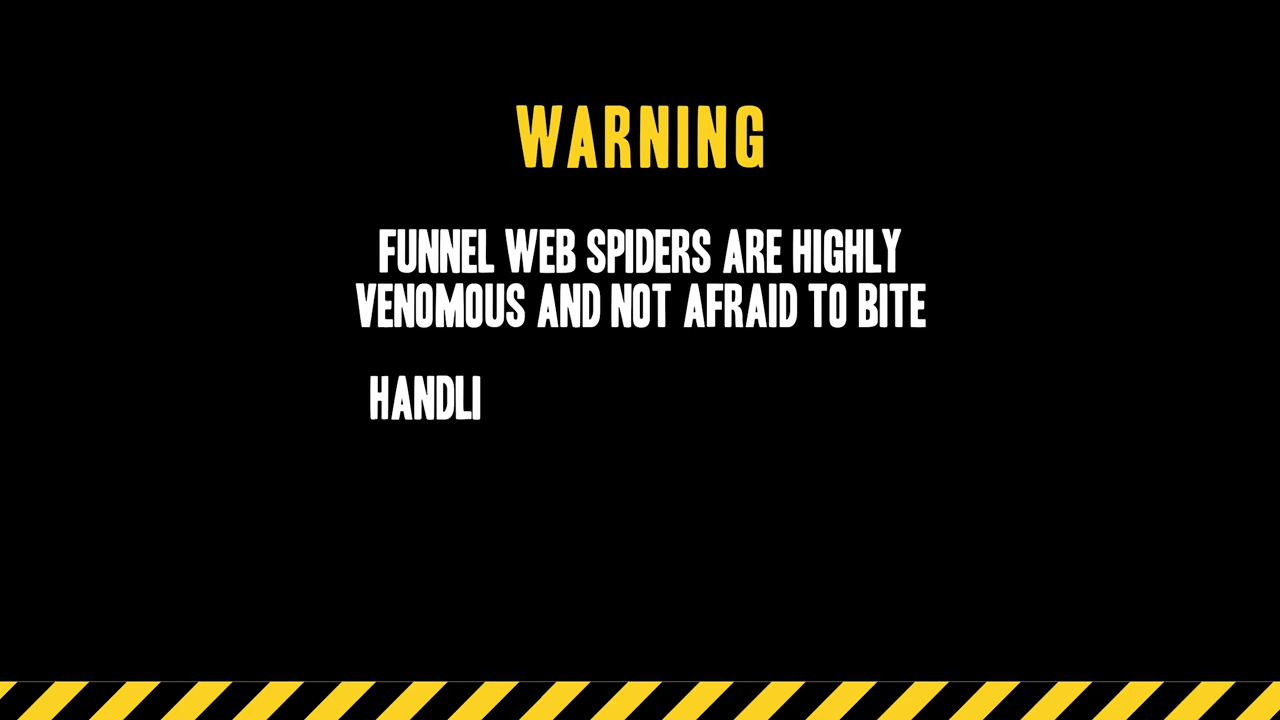 WARNING
FUNNEL WEB SPIDERS ARE HIGHLY
VENOMOUS AND NOT AFRAID TO BITE
HANDLI